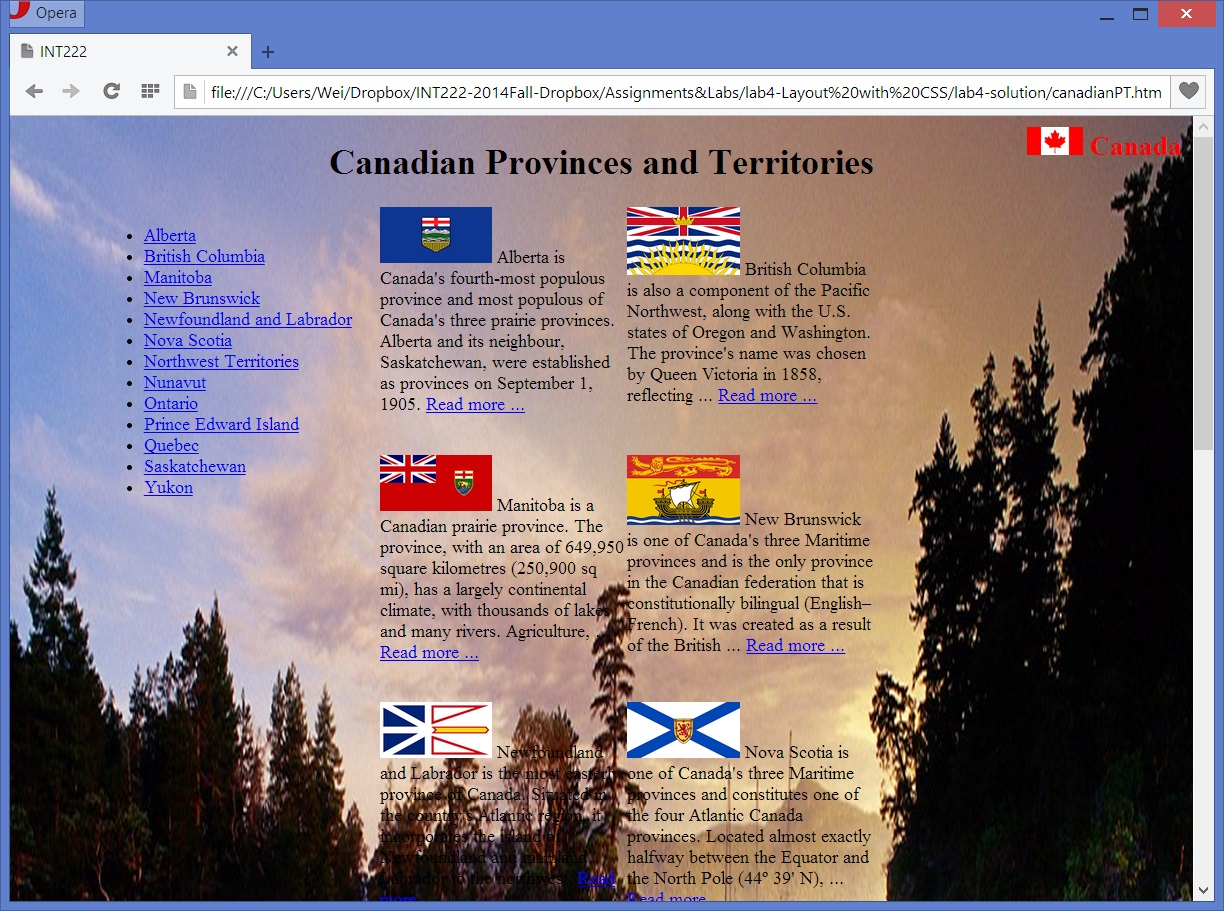 Opera
INT222
file:///C:/Users/Wei/Dropbox/INT222-2014Fall-Dropbox/Assignments&Labs/lab4-Layout%20with%20CSS/lab4-solution/canadianPT.htm
Canada
Canadian Provinces and Territories
Alberta
British Columbia
Manitoba
New Brunswick
Newfoundland and Labrador
Nova Scotia
Northwest Territories
Nunavut
Ontario
Prince Edward Island
Quebec
Saskatchewan
Yukon
Alberta is
Canada's fourth-most populous
province and most populous of
Canada's three prairie provinces.
Alberta and its neighbour,
Saskatchewan, were established
as provinces on September 1,
1905. Read more ...
British Columbia
is also a component of the Pacific
Northwest, along with the U.S.
states of Oregon and Washington.
The province's name was chosen
by Queen Victoria in 1858,
reflecting ... Read more ...
Manitoba is a
Canadian prairie province. The
province, with an area of 649,950
square kilometres (250,900 sq
mi), has a largely continental
climate, with thousands of lakes
and many rivers. Agriculture, ...
Read more ...
New Brunswick
is one of Canada's three Maritime
provinces and is the only province
in the Canadian federation that is
constitutionally bilingual (English–
French). It was created as a result
of the British ... Read more ...
Newfoundland
and Labrador is the most easterly
province of Canada. Situated in
the country's Atlantic region, it
incorporates the island of
Newfoundland and mainland
Labrador to the northwest. Read
more
Nova Scotia is
one of Canada's three Maritime
provinces and constitutes one of
the four Atlantic Canada
provinces. Located almost exactly
halfway between the Equator and
the North Pole (44º 39' N), ...
Read more